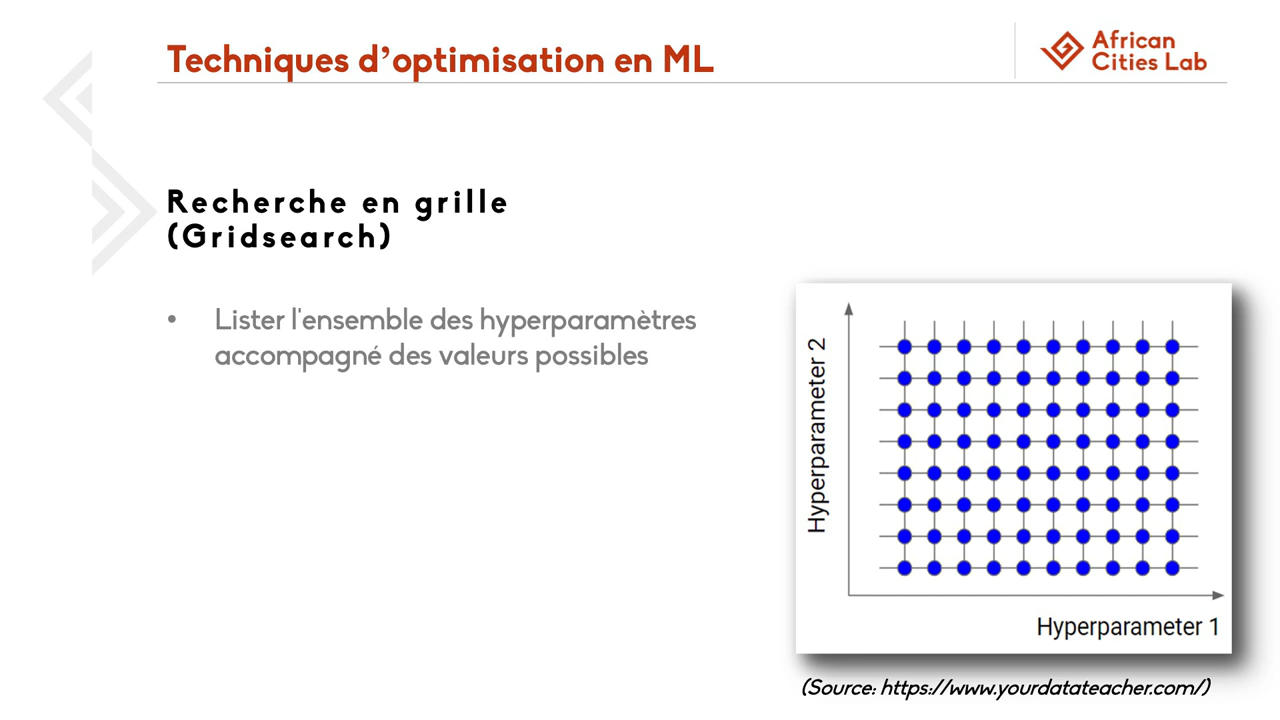 Techniques d’optimisation en ML
African
Cities Lab
Recherche en grille
(Gridsearch)
• Lister l'ensemble des hyperparamètres
accompagné des valeurs possibles
Hyperparameter 2
Hyperparameter 1
(Source: https://www.yourdatateacher.com/)